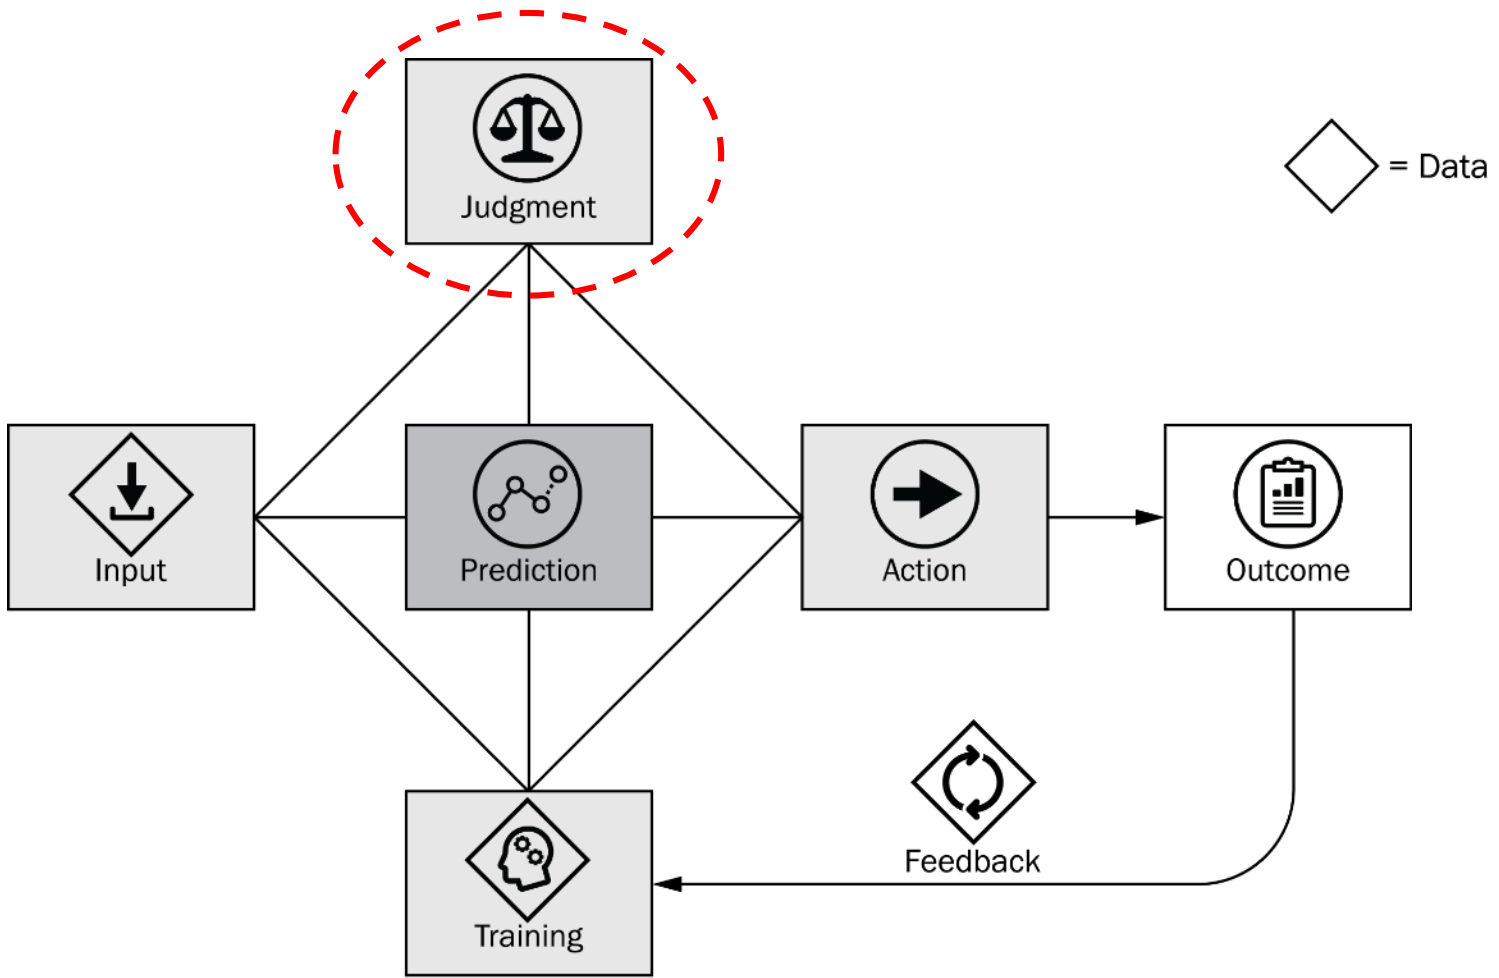 Judgment
= Data
Input
Prediction
Action
Outcome
Feedback
Training